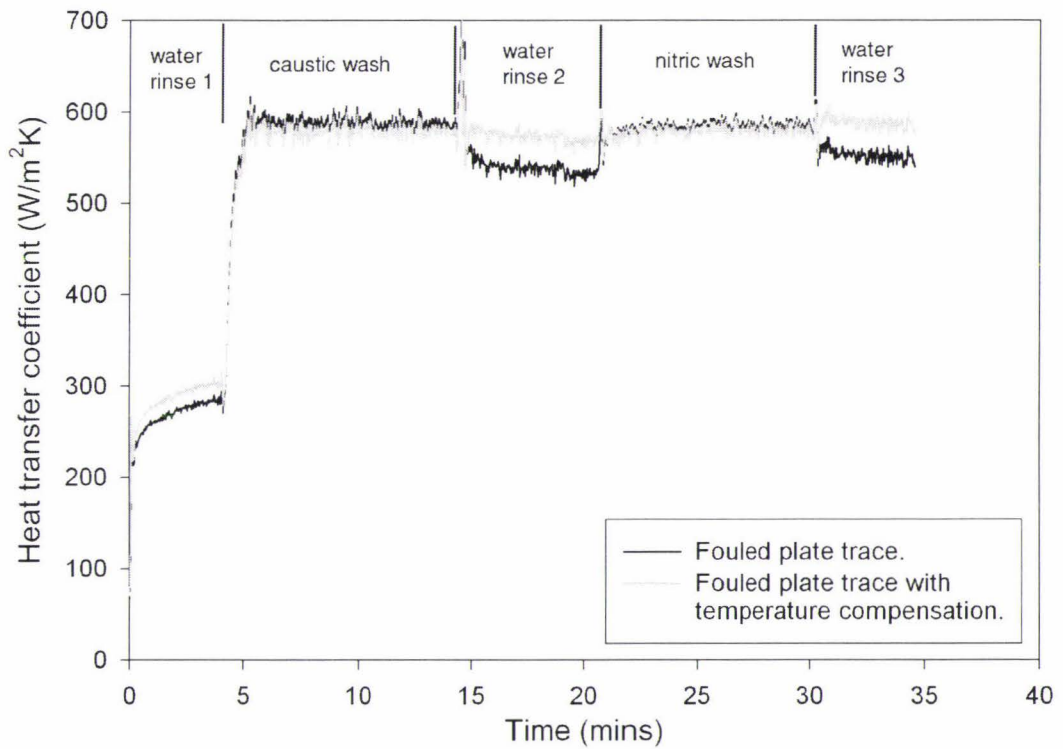 700
600
500
400
300
200
100
0
Heat transfer coefficient (W/m²K)
water
rinse 1
caustic wash
water
rinse 2
nitric wash
water
rinse 3
Fouled plate trace.
Fouled plate trace with
temperature compensation.
0 5 10 15 20 25 30 35 40
Time (mins)